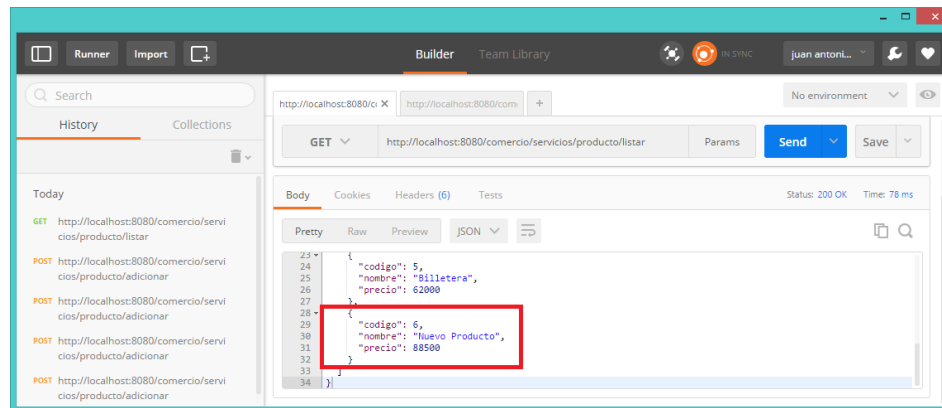 Runner Import Builder Team Library IN SYNC juan antoni...
Search
History Collections
Today
GET http://localhost:8080/comercio/servi
cios/producto/listar
POST http://localhost:8080/comercio/servi
cios/producto/adicionar
POST http://localhost:8080/comercio/servi
cios/producto/adicionar
POST http://localhost:8080/comercio/servi
cios/producto/adicionar
POST http://localhost:8080/comercio/servi
cios/producto/adicionar
http://localhost:8080/c http://localhost:8080/com No environment
GET http://localhost:8080/comercio/servicios/producto/listar Params Send Save
Body Cookies Headers (6) Tests Status: 200 OK Time: 78 ms
Pretty Raw Preview JSON
23 {
24 "codigo": 5,
25 "nombre": "Billetera",
26 "precio": 62000
27 },
28 {
29 "codigo": 6,
30 "nombre": "Nuevo Producto",
31 "precio": 88500
32 }
33 ]
34 }